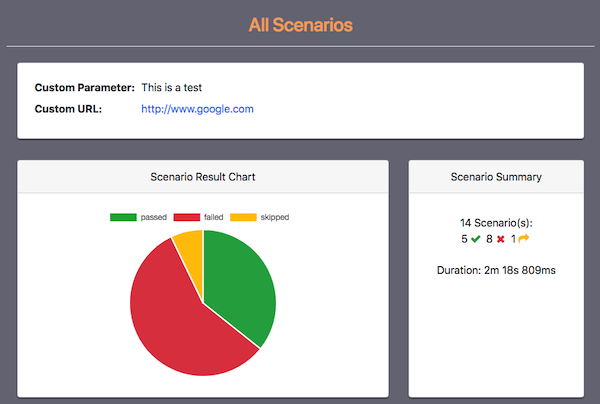 All Scenarios
Custom Parameter: This is a test
Custom URL: http://www.google.com
Scenario Result Chart
passed failed skipped
Scenario Summary
14 Scenario(s):
5 8 1
Duration: 2m 18s 809ms